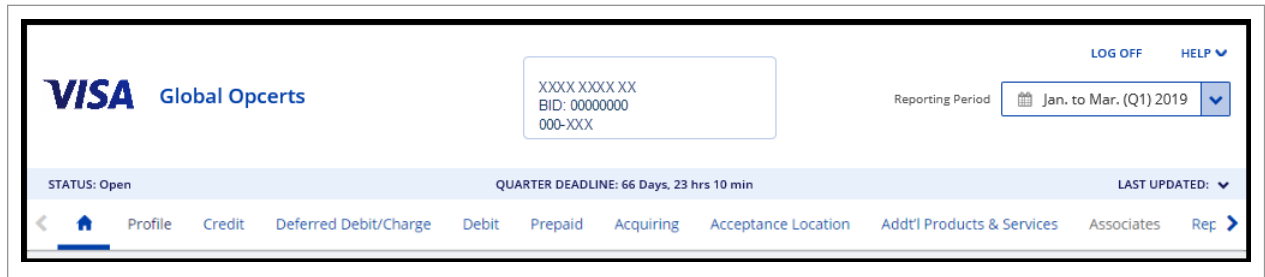 LOG OFF HELP
VISA Global Opcerts
XXXX XXXX XX
BID: 00000000
000-XXX
Reporting Period Jan. to Mar. (Q1) 2019
STATUS: Open QUARTER DEADLINE: 66 Days, 23 hrs 10 min LAST UPDATED:
Profile Credit Deferred Debit/Charge Debit Prepaid Acquiring Acceptance Location Addt'l Products & Services Associates Rep